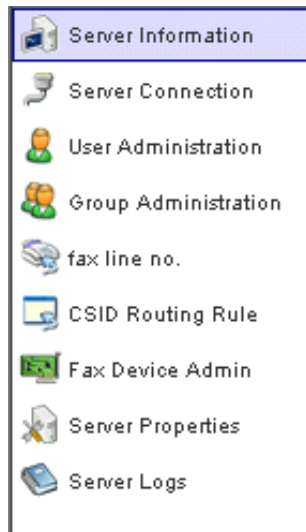 Server Information
Server Connection
User Administration
Group Administration
fax line no.
CSID Routing Rule
Fax Device Admin
Server Properties
Server Logs